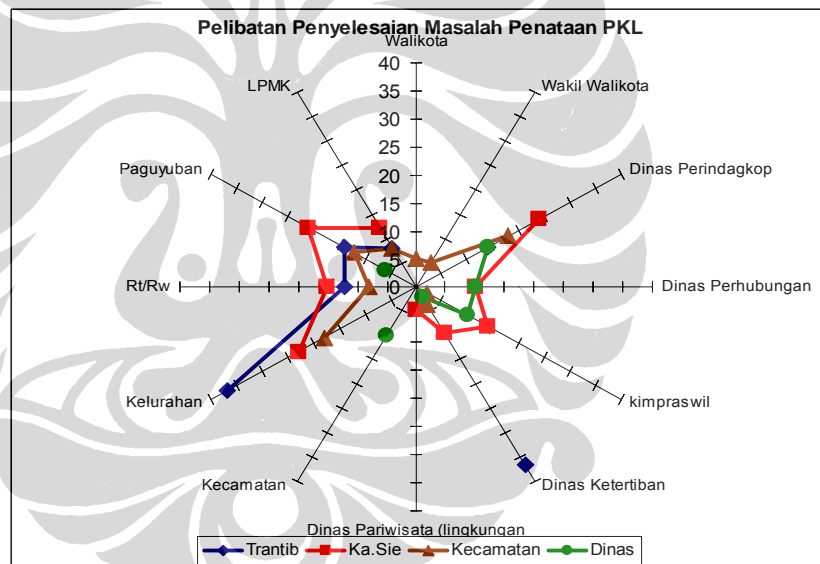 Pelibatan Penyelesaian Masalah Penataan PKL
Walikota
40
35
30
25
20
15
10
5
0
Wakil Walikota
Dinas Perindagkop
Dinas Perhubungan
kimpraswil
Dinas Ketertiban
Dinas Pariwisata (lingkungan
Kecamatan
Kelurahan
Rt/Rw
Paguyuban
LPMK
Trantib Ka.Sie Kecamatan Dinas